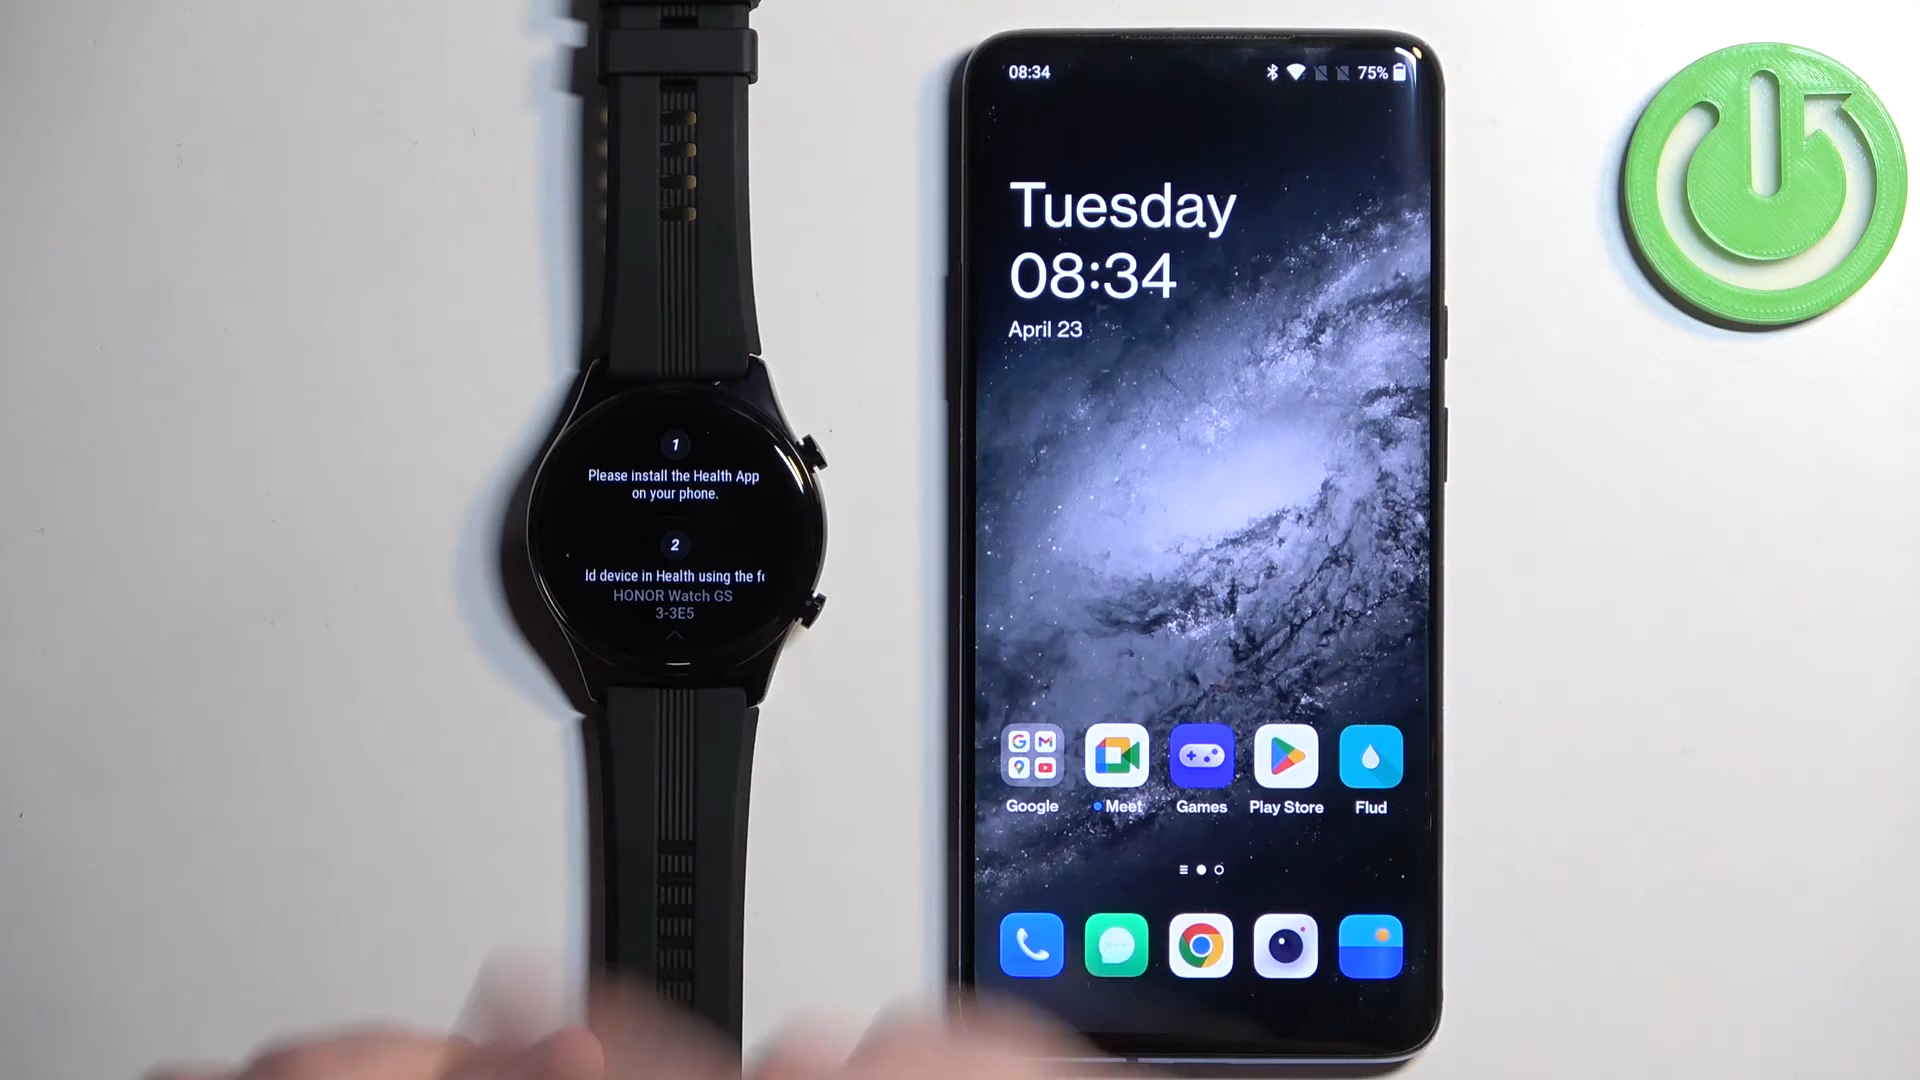 1
Please install the Health App
on your phone.
2
ld device in Health using the fo
HONOR Watch GS
3-3E5
08:34
75%
Tuesday
08:34
April 23
Google
Meet
Games
Play Store
Flud